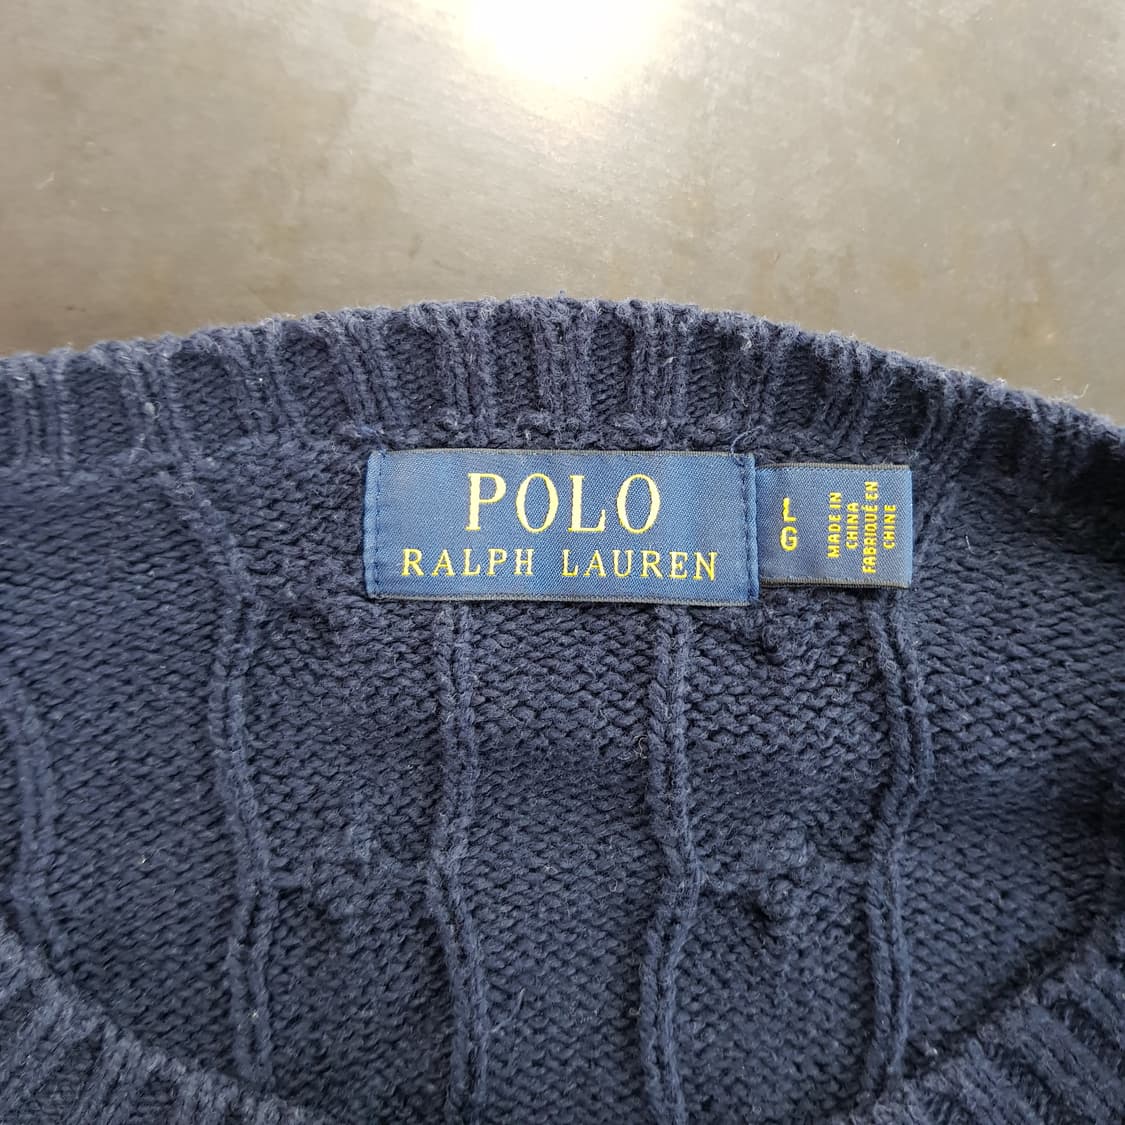 POLO
RALPH LAUREN
L
G
MADE IN
CHINA
FABRIQUÉ EN
CHINE